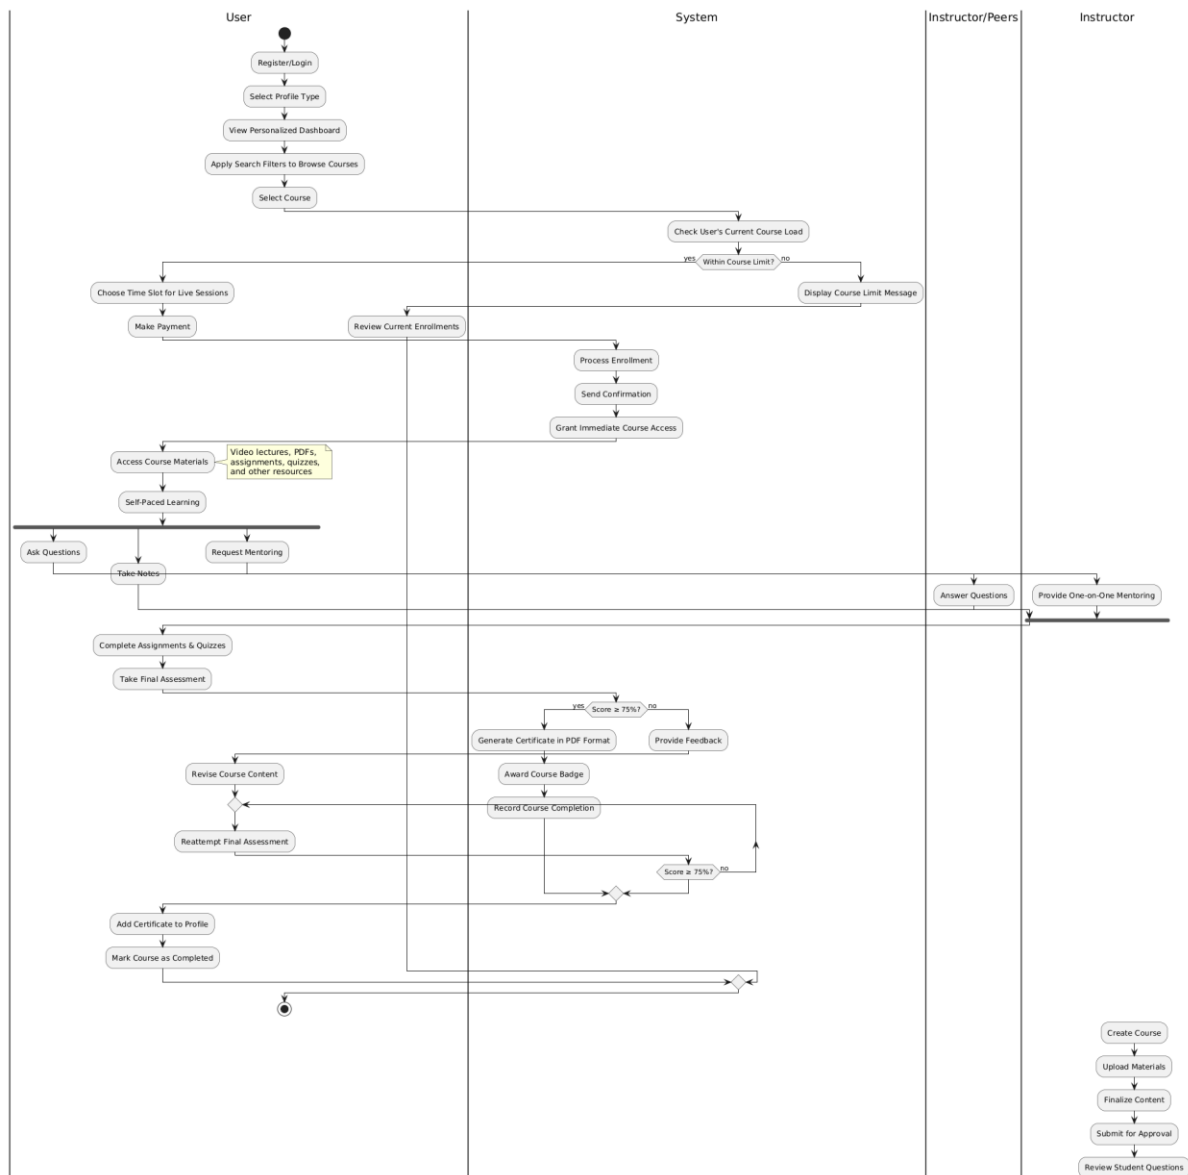 User
System
Instructor/Peers
Instructor
Register/Login
Select Profile Type
View Personalized Dashboard
Apply Search Filters to Browse Courses
Select Course
Check User's Current Course Load
yes
Within Course Limit?
no
Choose Time Slot for Live Sessions
Display Course Limit Message
Make Payment
Review Current Enrollments
Process Enrollment
Send Confirmation
Grant Immediate Course Access
Access Course Materials
Video lectures, PDFs,
assignments, quizzes,
and other resources
Self-Paced Learning
Ask Questions
Request Mentoring
Take Notes
Answer Questions
Provide One-on-One Mentoring
Complete Assignments & Quizzes
Take Final Assessment
yes
Score ≥ 75%?
no
Generate Certificate in PDF Format
Provide Feedback
Revise Course Content
Award Course Badge
Record Course Completion
Reattempt Final Assessment
Score ≥ 75%?
no
Add Certificate to Profile
Mark Course as Completed
Create Course
Upload Materials
Finalize Content
Submit for Approval
Review Student Questions